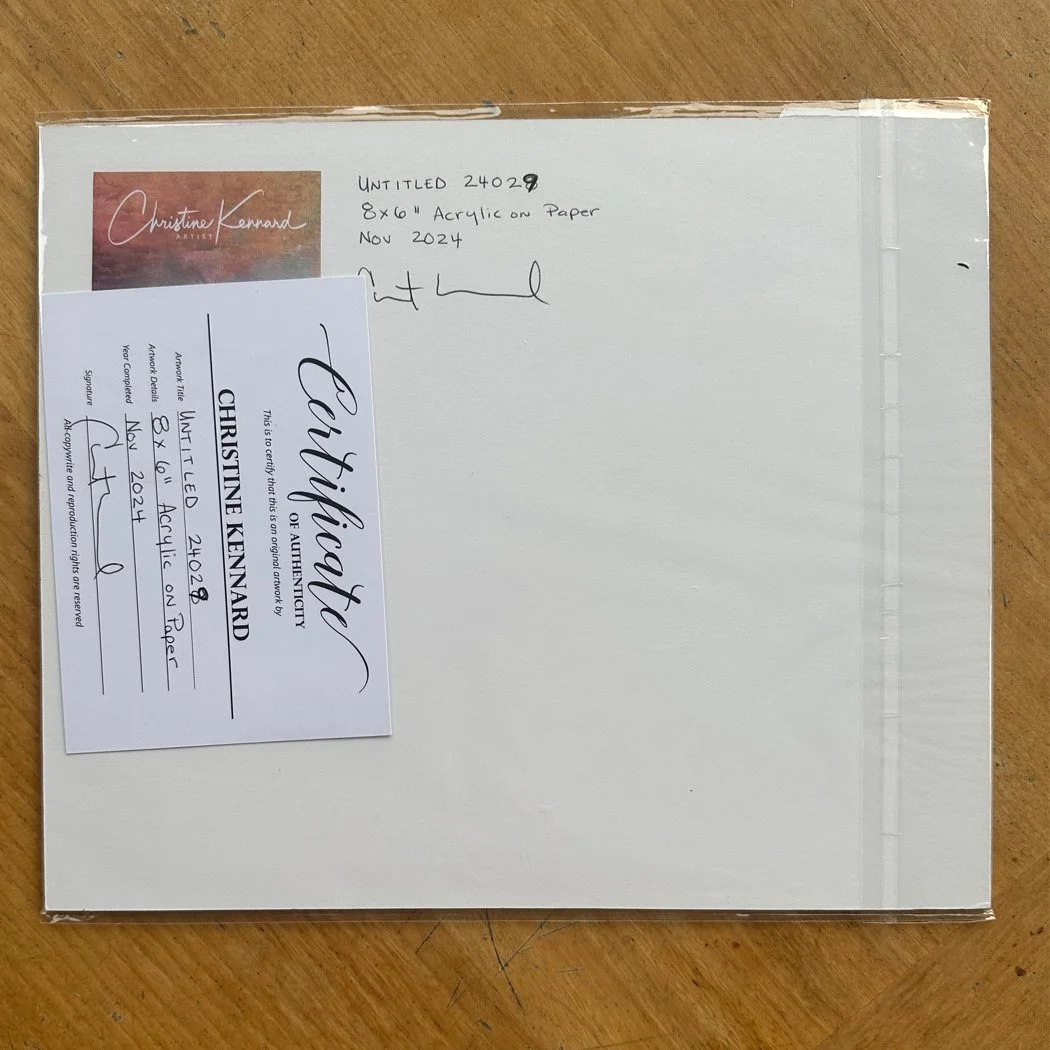 Christine Kennard
ARTIST
UNTITLED 24028
8x6" Acrylic on Paper
Nov 2024
Certificate
OF AUTHENTICITY
This is to certify that this is an original artwork by
CHRISTINE KENNARD
Artwork Title UNTITLED 24028
Artwork Details 8x6" Acrylic on Paper
Year Completed Nov 2024
Signature
All copywrite and reproduction rights are reserved